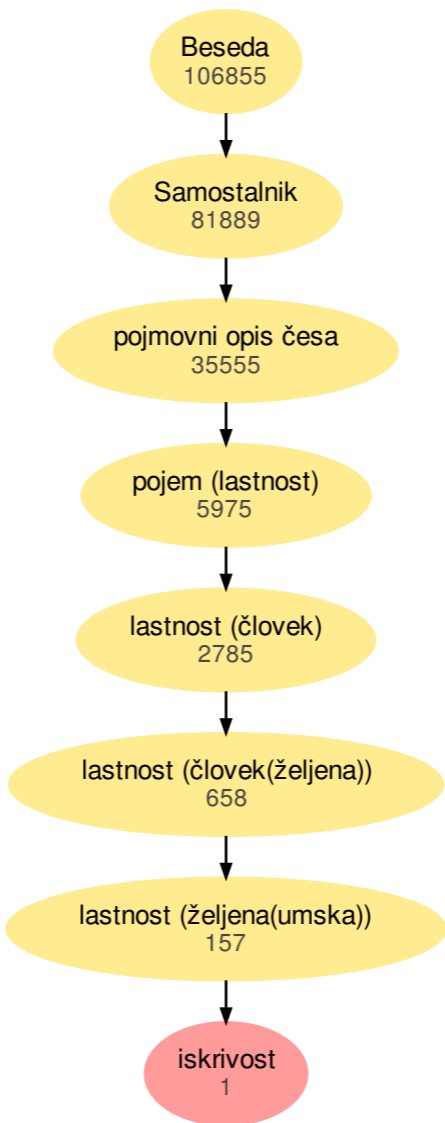 Beseda
106855
Samostalnik
81889
pojmovni opis česa
35555
pojem (lastnost)
5975
lastnost (človek)
2785
lastnost (človek(željena))
658
lastnost (željena(umska))
157
iskrivost
1